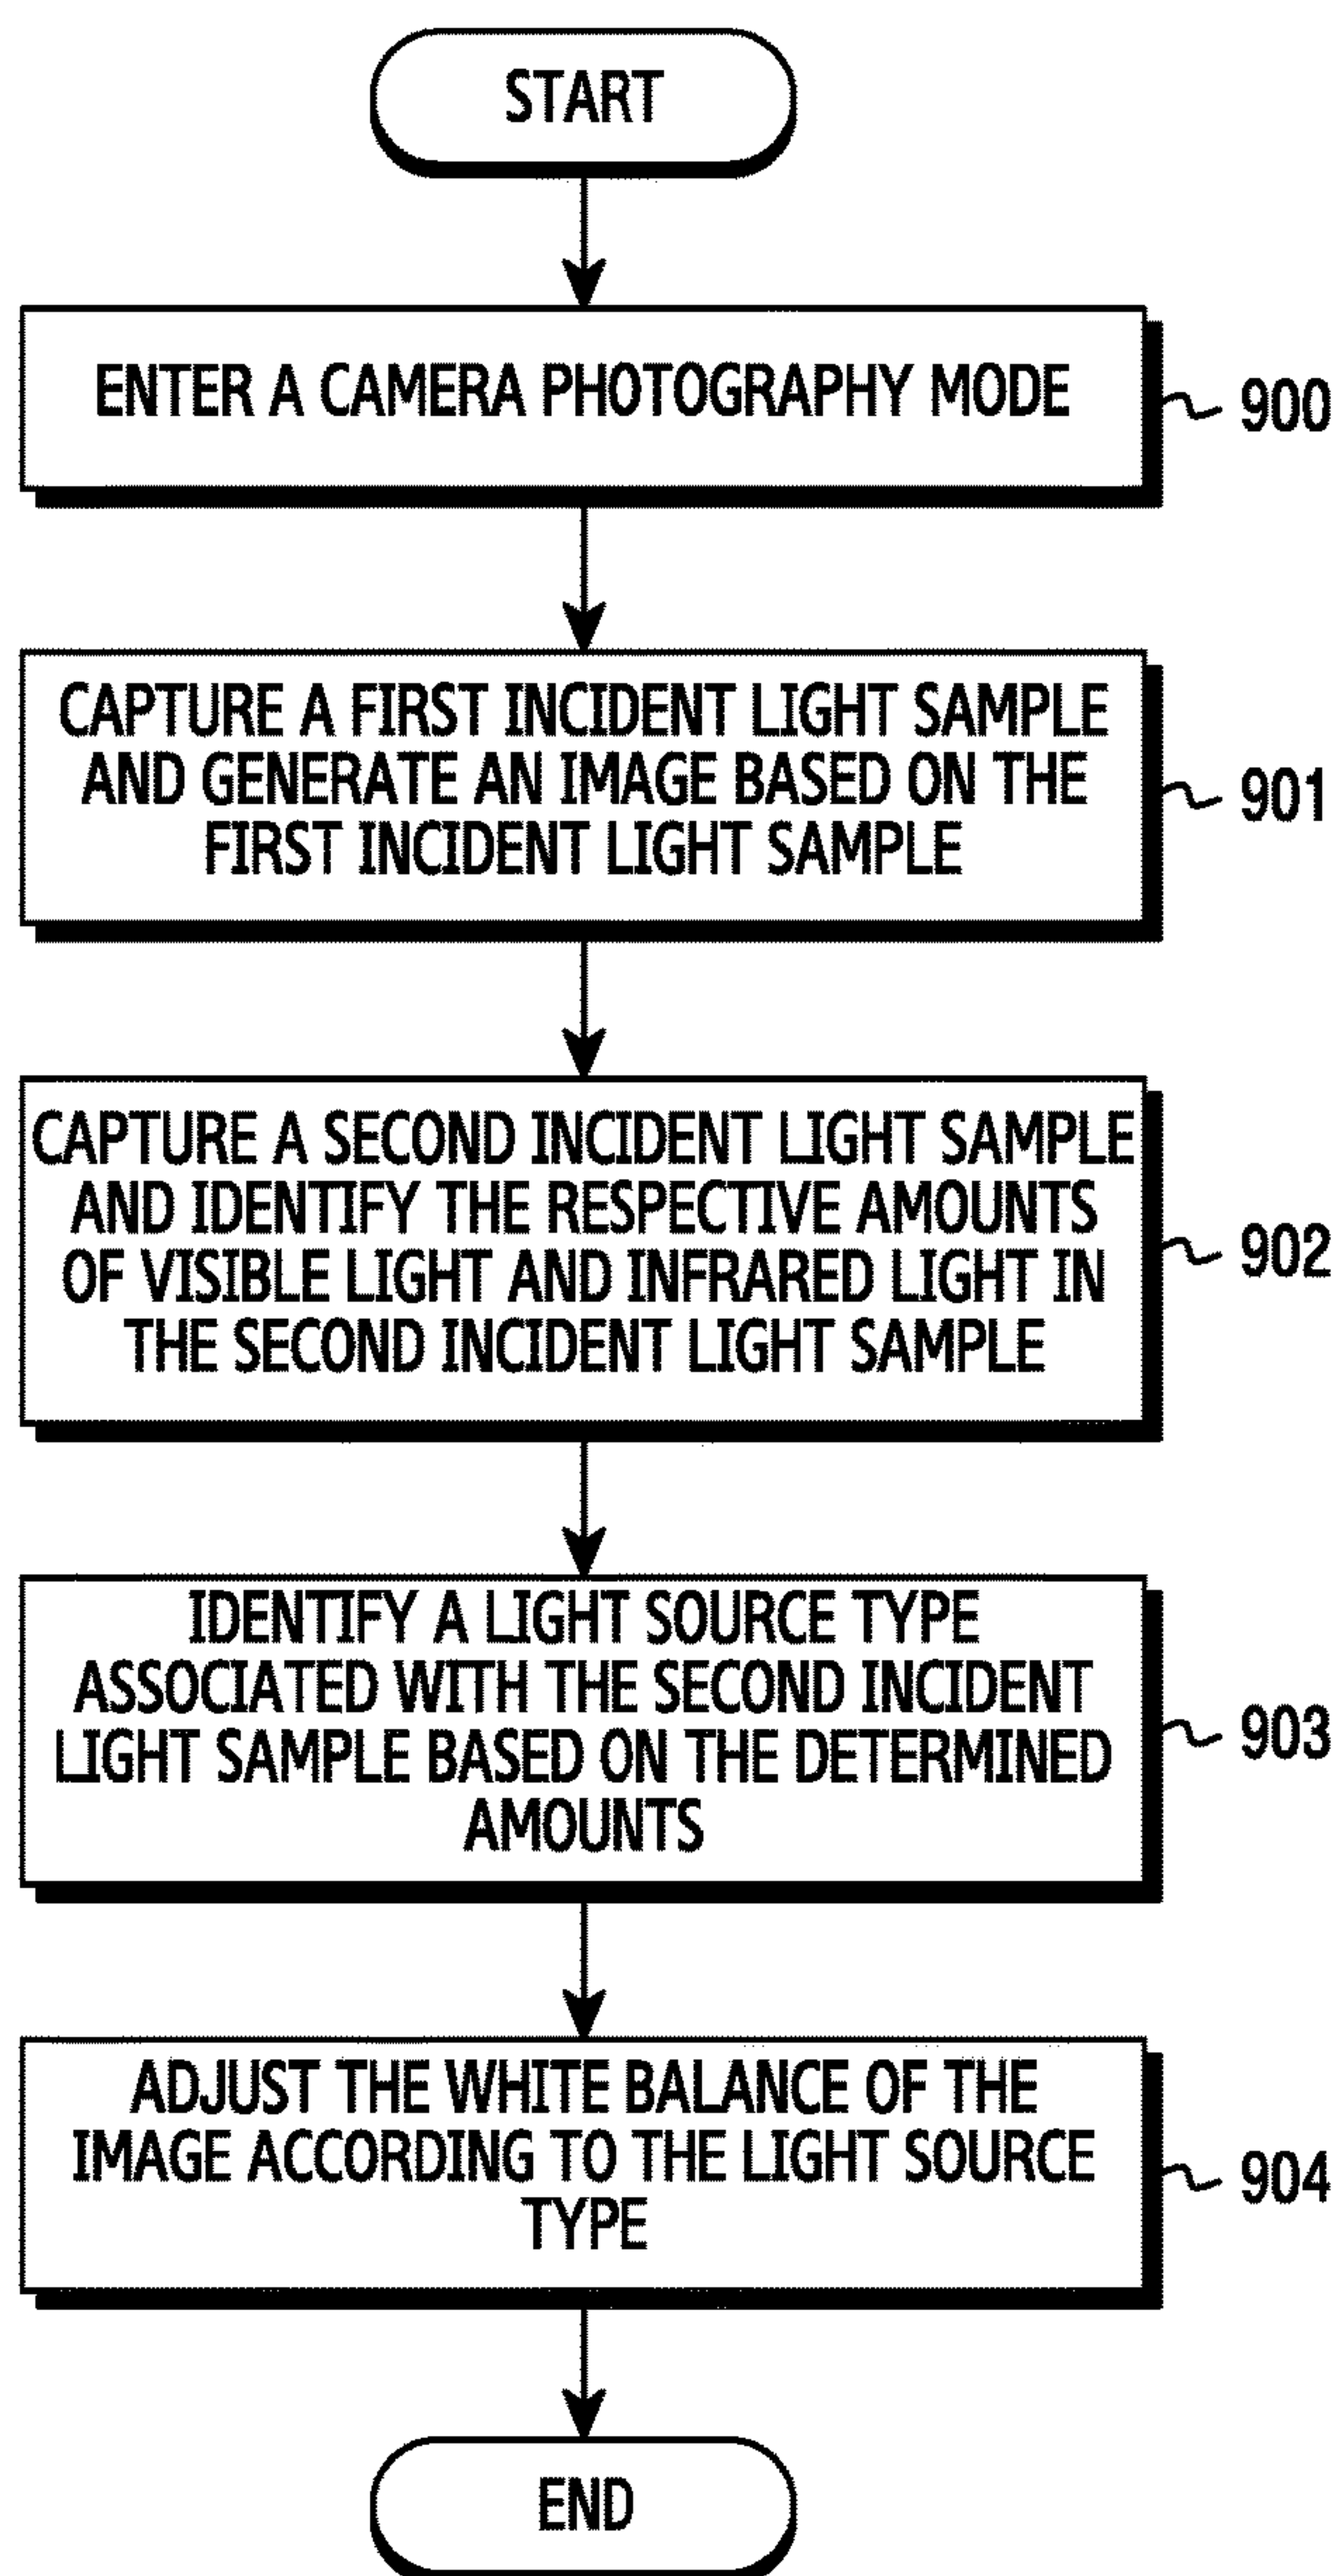 START
ENTER A CAMERA PHOTOGRAPHY MODE
900
CAPTURE A FIRST INCIDENT LIGHT SAMPLE
AND GENERATE AN IMAGE BASED ON THE
FIRST INCIDENT LIGHT SAMPLE
901
CAPTURE A SECOND INCIDENT LIGHT SAMPLE
AND IDENTIFY THE RESPECTIVE AMOUNTS
OF VISIBLE LIGHT AND INFRARED LIGHT IN
THE SECOND INCIDENT LIGHT SAMPLE
902
IDENTIFY A LIGHT SOURCE TYPE
ASSOCIATED WITH THE SECOND INCIDENT
LIGHT SAMPLE BASED ON THE DETERMINED
AMOUNTS
903
ADJUST THE WHITE BALANCE OF THE
IMAGE ACCORDING TO THE LIGHT SOURCE
TYPE
904
END